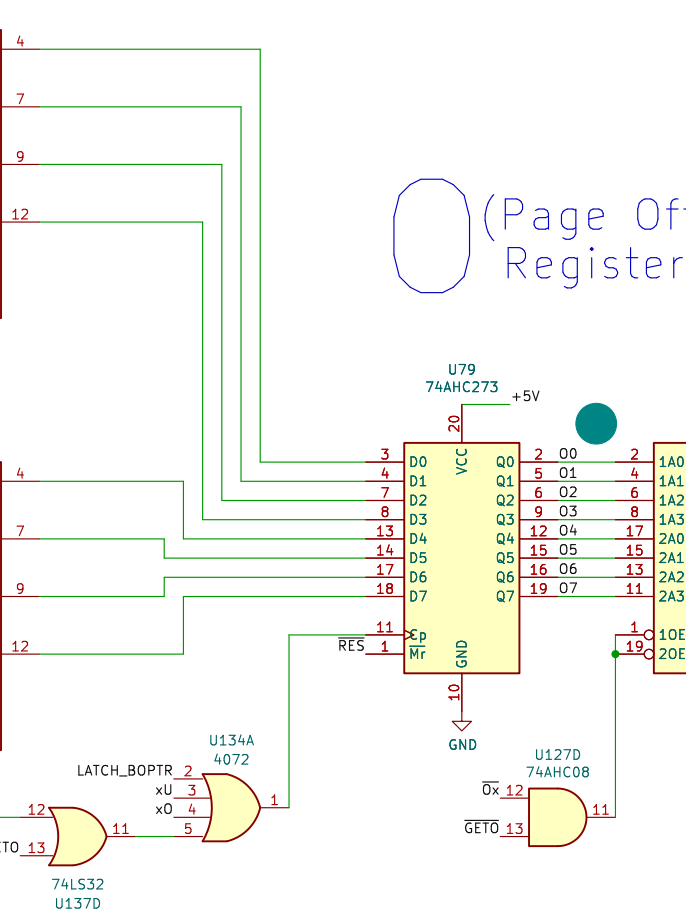 4
7
9
12
(Page Of
Register
U79
74AHC273
+5V
20
VCC
3 D0 Q0 2 O0 2 1A0
4 D1 Q1 5 O1 4 1A1
7 D2 Q2 6 O2 6 1A2
8 D3 Q3 9 O3 8 1A3
4
13 D4 Q4 12 O4 17 2A0
7
14 D5 Q5 15 O5 15 2A1
17 D6 Q6 16 O6 13 2A2
9
18 D7 Q7 19 O7 11 2A3
11 Cp 1 1OE
RES 1 Mr GND 19 2OE
12
10
GND
U134A
4072
LATCH_BOPTR 2
xU 3
xO 4
5
1
U127D
74AHC08
Ox 12
GETO 13
11
12
TO 13
11
74LS32
U137D